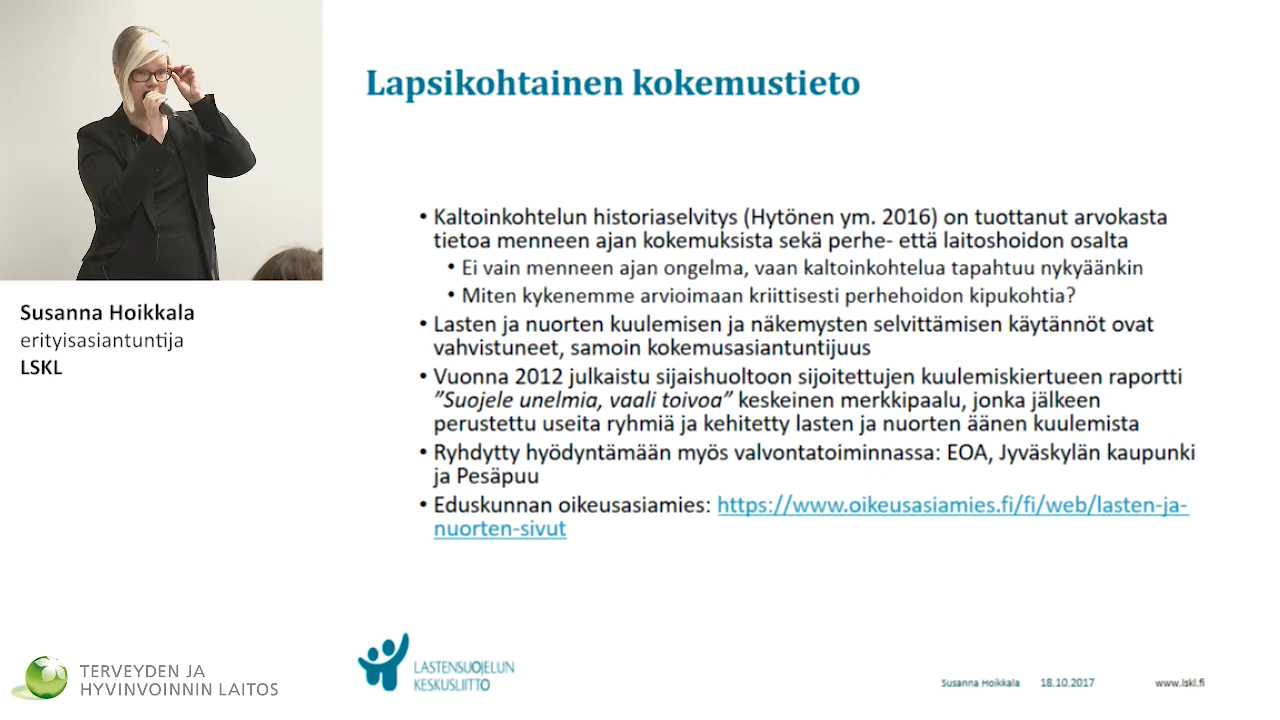 Lapsikohtainen kokemustieto
• Kaltoinkohtelun historiaselvitys (Hytönen ym. 2016) on tuottanut arvokasta
tietoa menneen ajan kokemuksista sekä perhe- että laitoshoidon osalta
• Ei vain menneen ajan ongelma, vaan kaltoinkohtelua tapahtuu nykyäänkin
• Miten kykenemme arvioimaan kriittisesti perhehoidon kipukohtia?
• Lasten ja nuorten kuulemisen ja näkemysten selvittämisen käytännöt ovat
vahvistuneet, samoin kokemusasiantuntijuus
• Vuonna 2012 julkaistu sijaishuoltoon sijoitettujen kuulemiskiertueen raportti
”Suojele unelmia, vaali toivoa” keskeinen merkkipaalu, jonka jälkeen
perustettu useita ryhmiä ja kehitetty lasten ja nuorten äänen kuulemista
• Ryhdytty hyödyntämään myös valvontatoiminnassa: EOA, Jyväskylän kaupunki
ja Pesäpuu
• Eduskunnan oikeusasiamies: https://www.oikeusasiamies.fi/fi/web/lasten-ja-
nuorten-sivut
Susanna Hoikkala
erityisasiantuntija
LSKL
TERVEYDEN JA
HYVINVOINNIN LAITOS
LASTENSUOJELUN
KESKUSLIITTO
Susanna Hoikkala 18.10.2017 www.lskl.fi